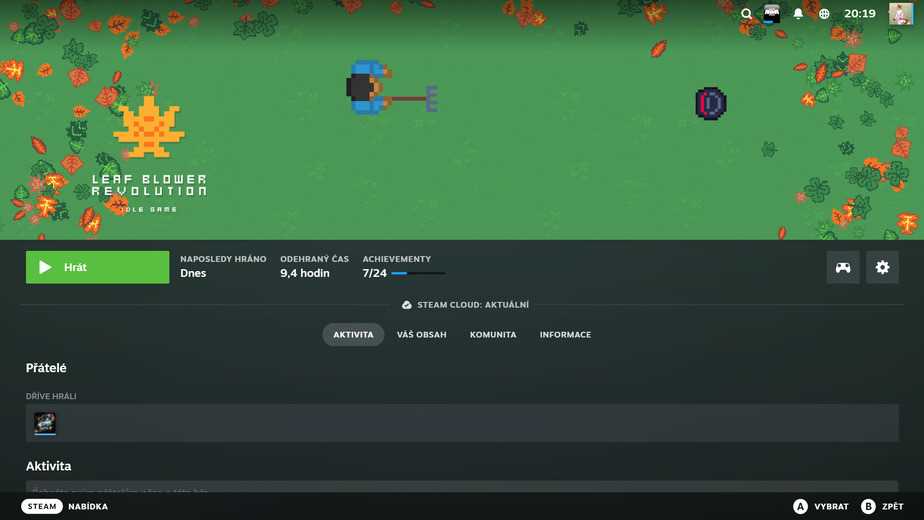 20:19
LEAF BLOWER
REVOLUTION
IDLE GAME
Hrát
NAPOSLEDY HRÁNO
Dnes
ODEHRANÝ ČAS
9,4 hodin
ACHIEVEMENTY
7/24
STEAM CLOUD: AKTUÁLNÍ
AKTIVITA
VÁŠ OBSAH
KOMUNITA
INFORMACE
Přátelé
DŘÍVE HRÁLI
Aktivita
STEAM NABÍDKA
A VYBRAT
B ZPĚT